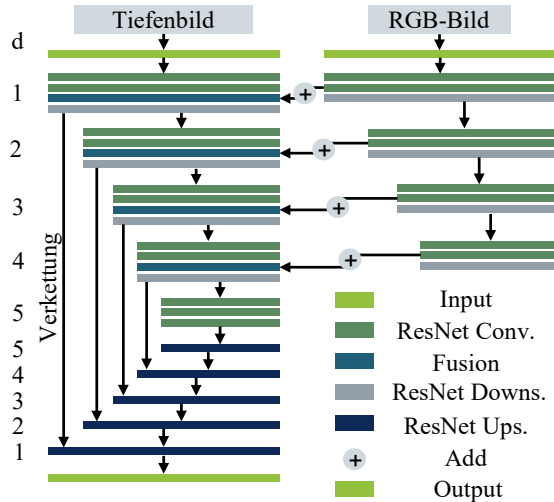 Tiefenbild
RGB-Bild
d
1
+
2
+
3
+
4
+
5
Verkettung
5
4
3
2
1
Input
ResNet Conv.
Fusion
ResNet Downs.
ResNet Ups.
+
Add
Output